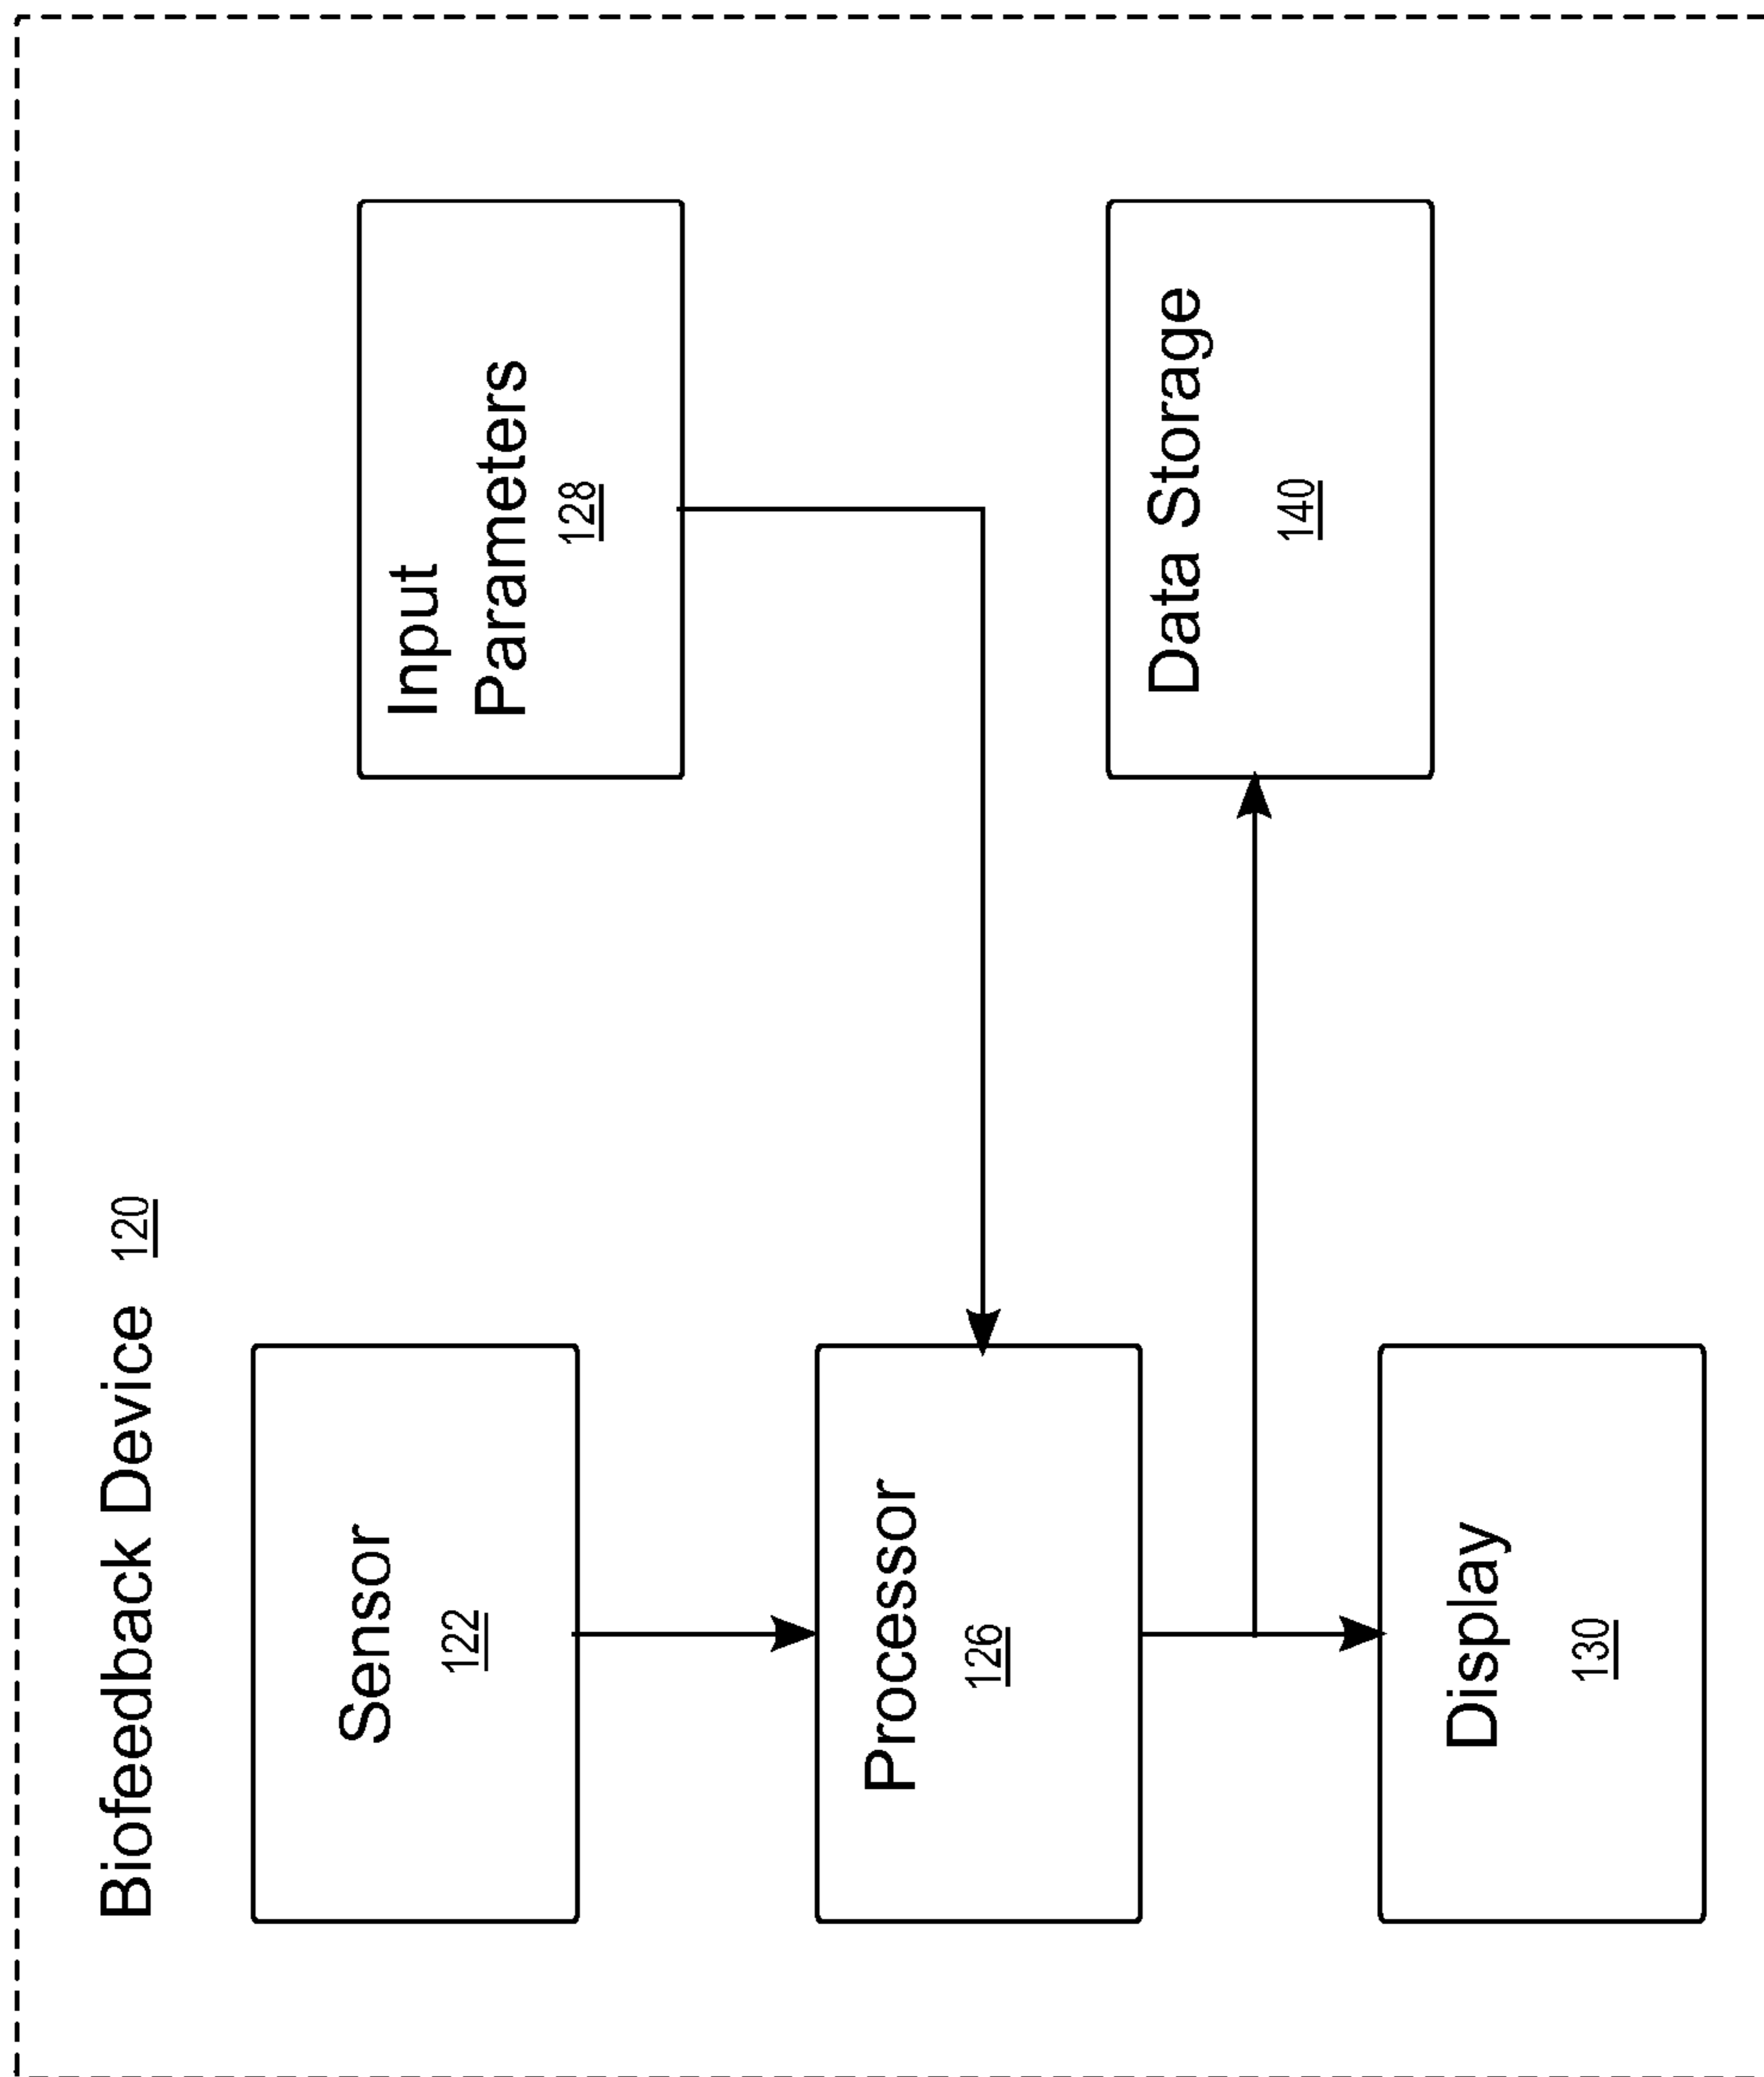 Biofeedback Device 120
Sensor
122
Input
Parameters
128
Processor
126
Data Storage
140
Display
130